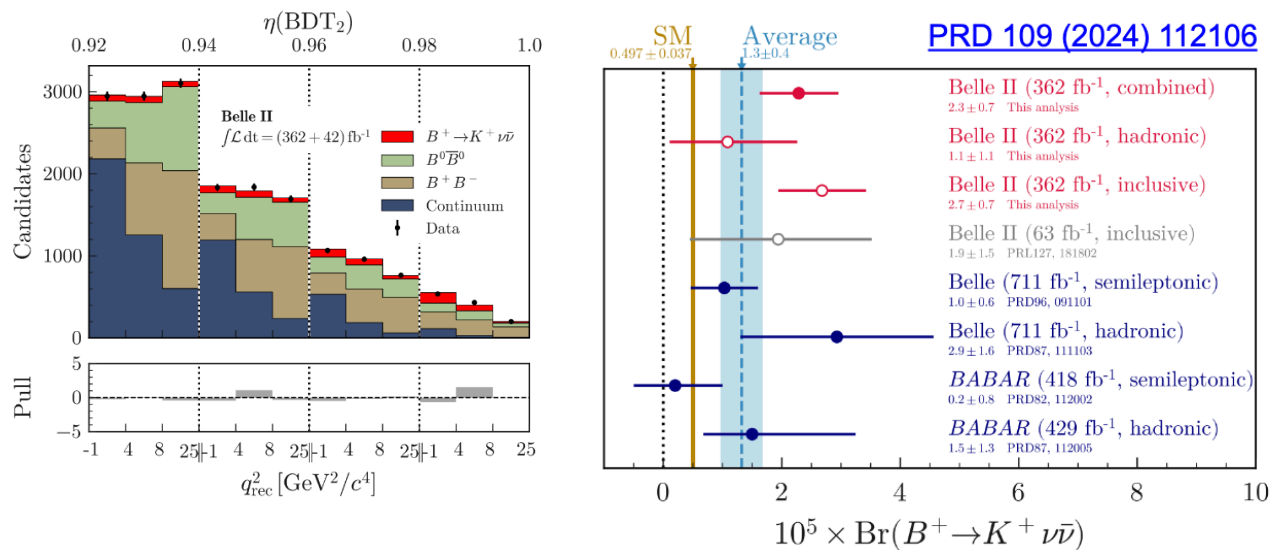 η(BDT₂)
0.92 0.94 0.96 0.98 1.0
Candidates
3000
2000
1000
0
Belle II
∫ℒ dt = (362 + 42) fb⁻¹
B⁺→K⁺νν̄
B⁰B̄⁰
B⁺B⁻
Continuum
Data
Pull
5
0
−5
-1 4 8 25 -1 4 8 25 -1 4 8 25 -1 4 8 25
q²rec [GeV²/c⁴]
PRD 109 (2024) 112106
SM
0.497 ± 0.037
Average
1.3±0.4
Belle II (362 fb⁻¹, combined)
2.3 ± 0.7 This analysis
Belle II (362 fb⁻¹, hadronic)
1.1 ± 1.1 This analysis
Belle II (362 fb⁻¹, inclusive)
2.7 ± 0.7 This analysis
Belle II (63 fb⁻¹, inclusive)
1.9 ± 1.5 PRL127, 181802
Belle (711 fb⁻¹, semileptonic)
1.0 ± 0.6 PRD96, 091101
Belle (711 fb⁻¹, hadronic)
2.9 ± 1.6 PRD87, 111103
BABAR (418 fb⁻¹, semileptonic)
0.2 ± 0.8 PRD82, 112002
BABAR (429 fb⁻¹, hadronic)
1.5 ± 1.3 PRD87, 112005
0 2 4 6 8 10
10⁵ × Br(B⁺→K⁺νν̄)